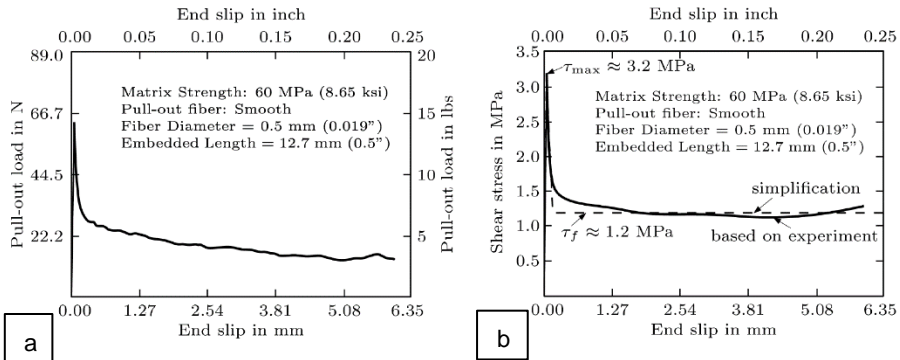 End slip in inch
0.00 0.05 0.10 0.15 0.20 0.25
89.0
66.7
44.5
22.2
Pull-out load in N
20
15
10
5
Pull-out load in lbs
Matrix Strength: 60 MPa (8.65 ksi)
Pull-out fiber: Smooth
Fiber Diameter = 0.5 mm (0.019”)
Embedded Length = 12.7 mm (0.5”)
0.00 1.27 2.54 3.81 5.08 6.35
End slip in mm
a
End slip in inch
0.00 0.05 0.10 0.15 0.20 0.25
3.5
3.0
2.5
2.0
1.5
1.0
0.5
Shear stress in MPa
τmax ≈ 3.2 MPa
Matrix Strength: 60 MPa (8.65 ksi)
Pull-out fiber: Smooth
Fiber Diameter = 0.5 mm (0.019”)
Embedded Length = 12.7 mm (0.5”)
simplification
τf ≈ 1.2 MPa
based on experiment
0.00 1.27 2.54 3.81 5.08 6.35
End slip in mm
b